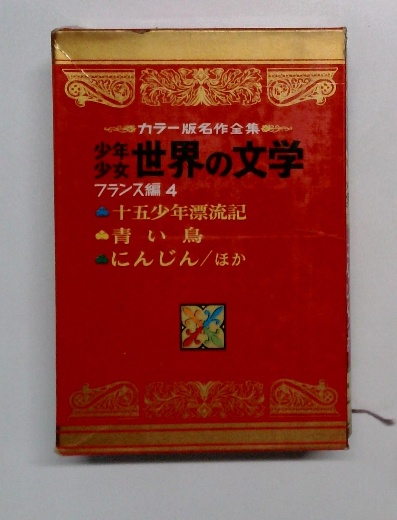 カラー版名作全集
少年少女 世界の文学
フランス編 4
十五少年漂流記
青い鳥
にんじん/ほか